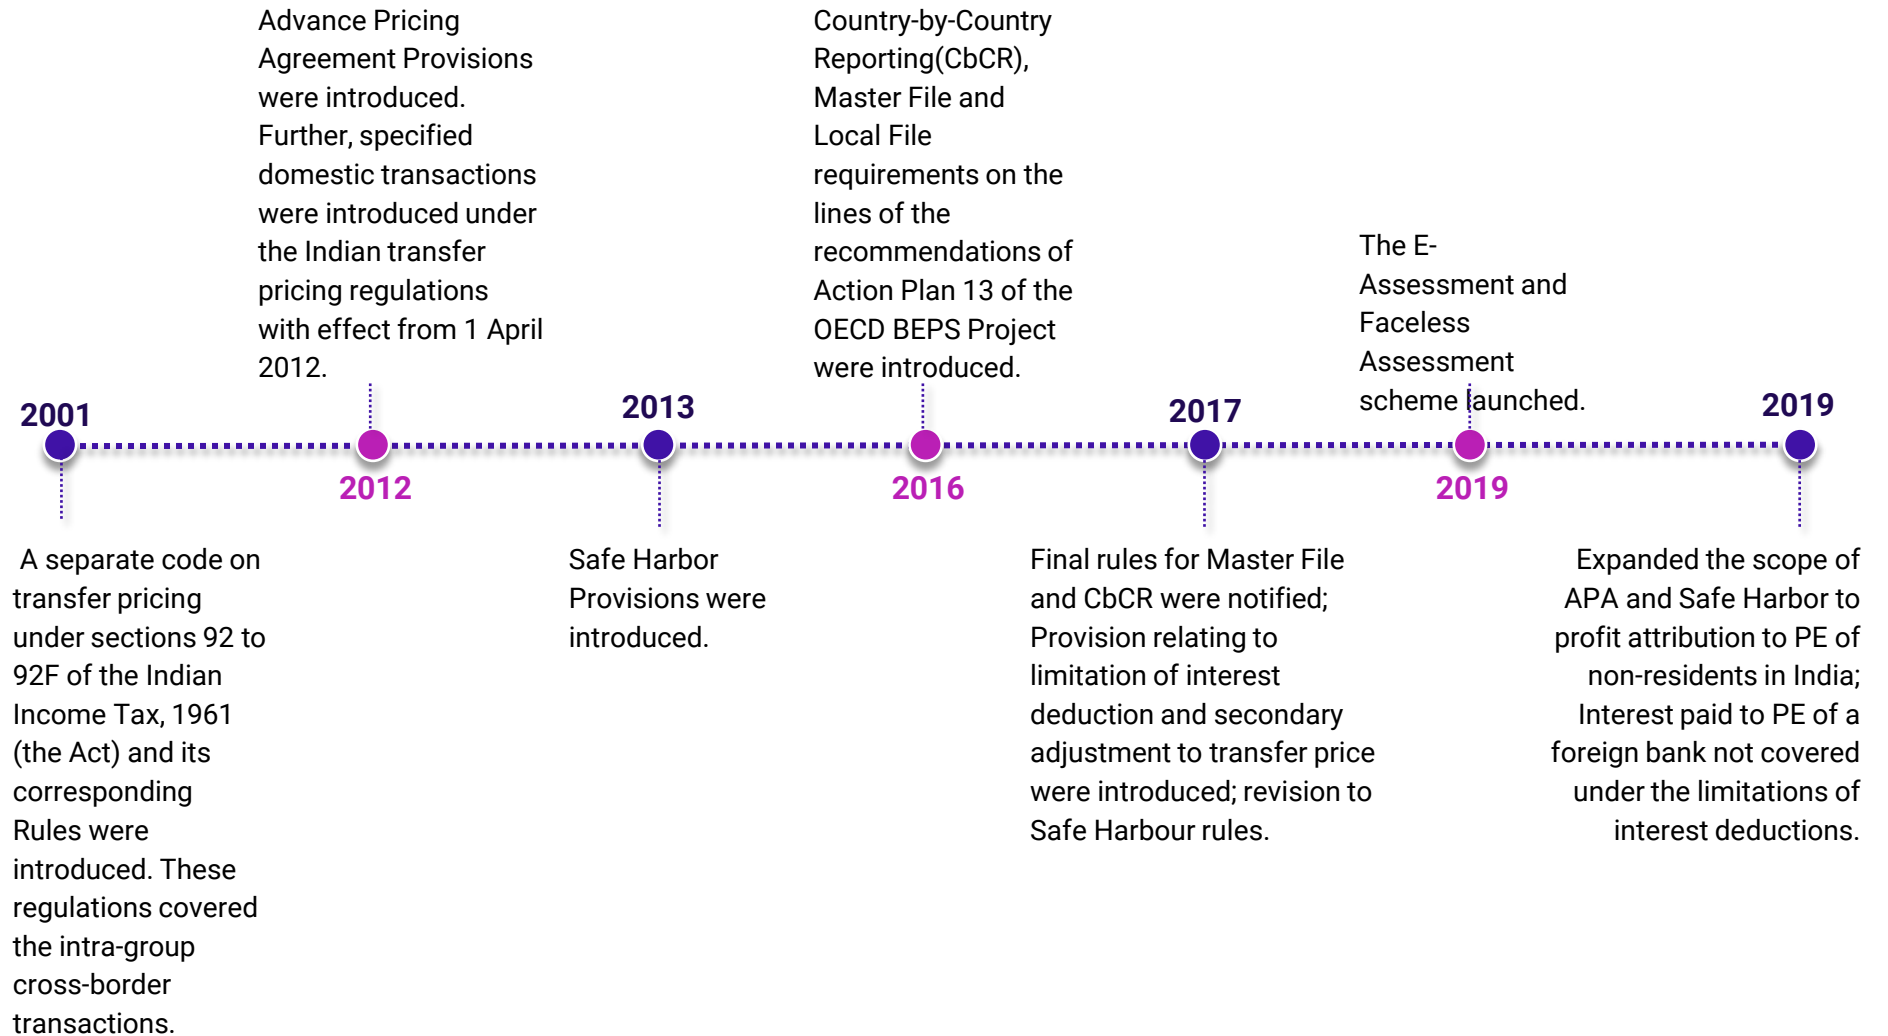 Advance Pricing
Agreement Provisions
were introduced.
Further, specified
domestic transactions
were introduced under
the Indian transfer
pricing regulations
with effect from 1 April
2012.
Country-by-Country
Reporting(CbCR),
Master File and
Local File
requirements on the
lines of the
recommendations of
Action Plan 13 of the
OECD BEPS Project
were introduced.
The E-
Assessment and
Faceless
Assessment
scheme launched.
2001
2013
2017
2019
2012
2016
2019
A separate code on
transfer pricing
under sections 92 to
92F of the Indian
Income Tax, 1961
(the Act) and its
corresponding
Rules were
introduced. These
regulations covered
the intra-group
cross-border
transactions.
Safe Harbor
Provisions were
introduced.
Final rules for Master File
and CbCR were notified;
Provision relating to
limitation of interest
deduction and secondary
adjustment to transfer price
were introduced; revision to
Safe Harbour rules.
Expanded the scope of
APA and Safe Harbor to
profit attribution to PE of
non-residents in India;
Interest paid to PE of a
foreign bank not covered
under the limitations of
interest deductions.